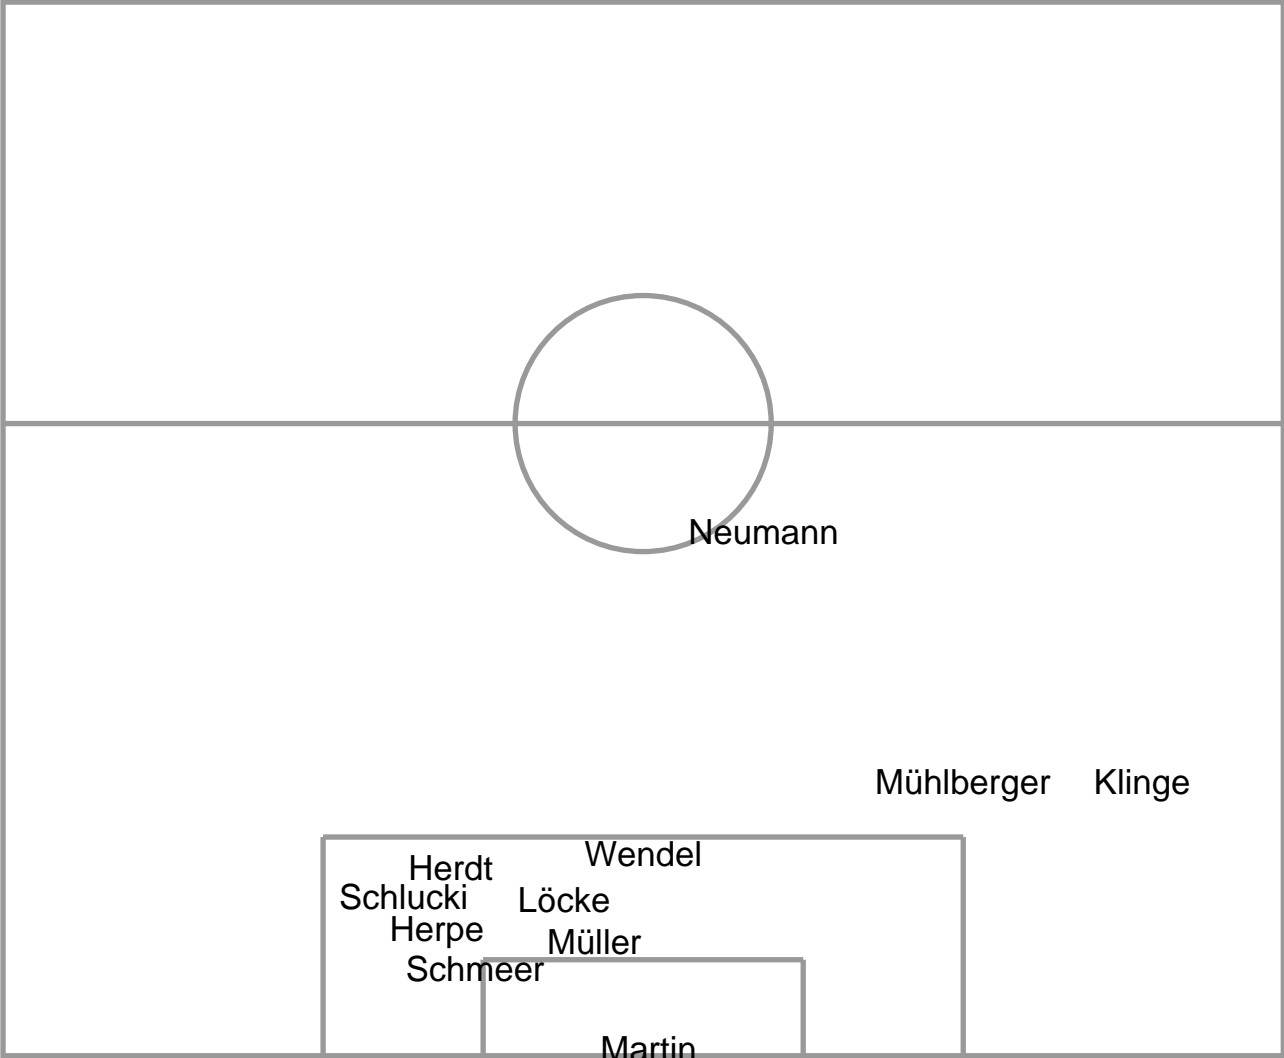 Neumann
Mühlberger Klinge
Wendel
Herdt
Schlucki
Löcke
Herpe
Müller
Schmeer
Martin